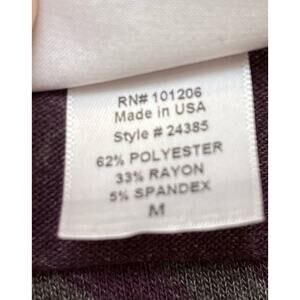 RN# 101206
Made in USA
Style # 24385
62% POLYESTER
33% RAYON
5% SPANDEX
M